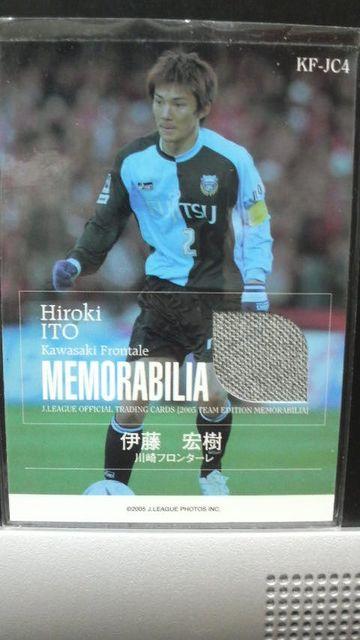 KF-JC4
FUJITSU
2
Hiroki
ITO
Kawasaki Frontale
MEMORABILIA
J.LEAGUE OFFICIAL TRADING CARDS [2005 TEAM EDITION MEMORABILIA]
伊藤 宏樹
川崎フロンターレ
©2005 J.LEAGUE PHOTOS INC.